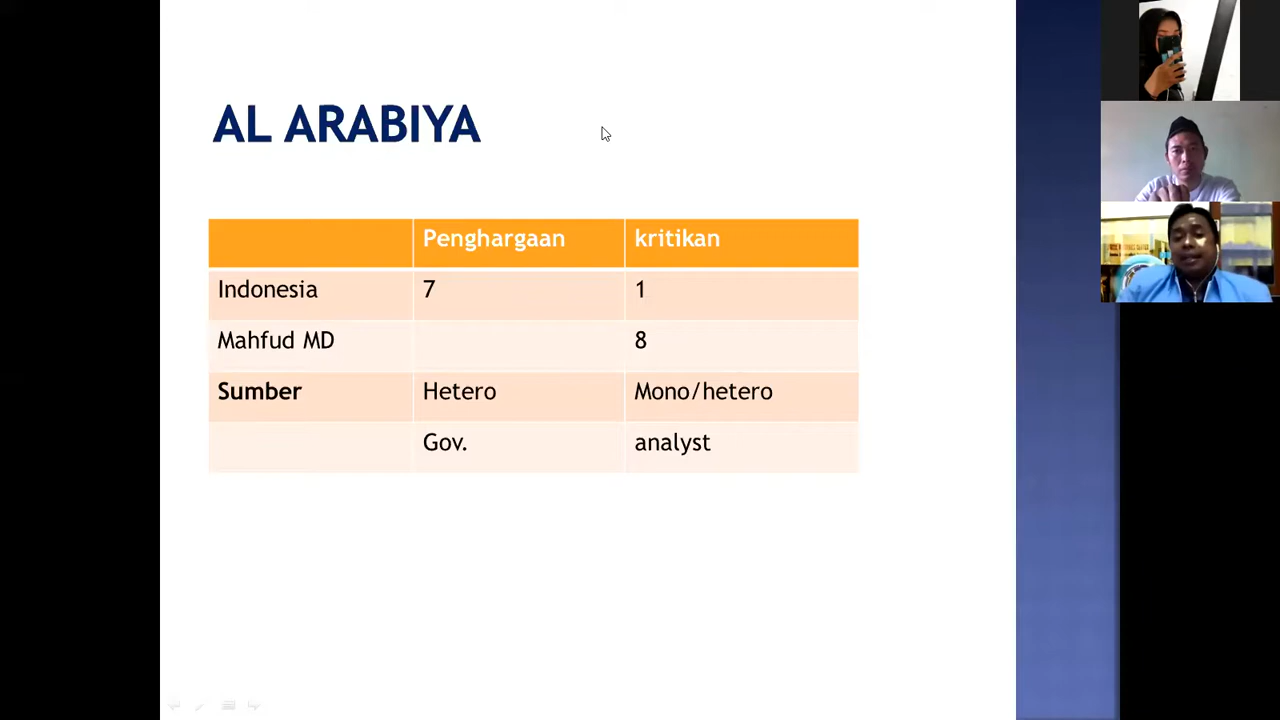 AL ARABIYA
Penghargaan kritikan
Indonesia 7 1
Mahfud MD 8
Sumber Hetero Mono/hetero
Gov. analyst